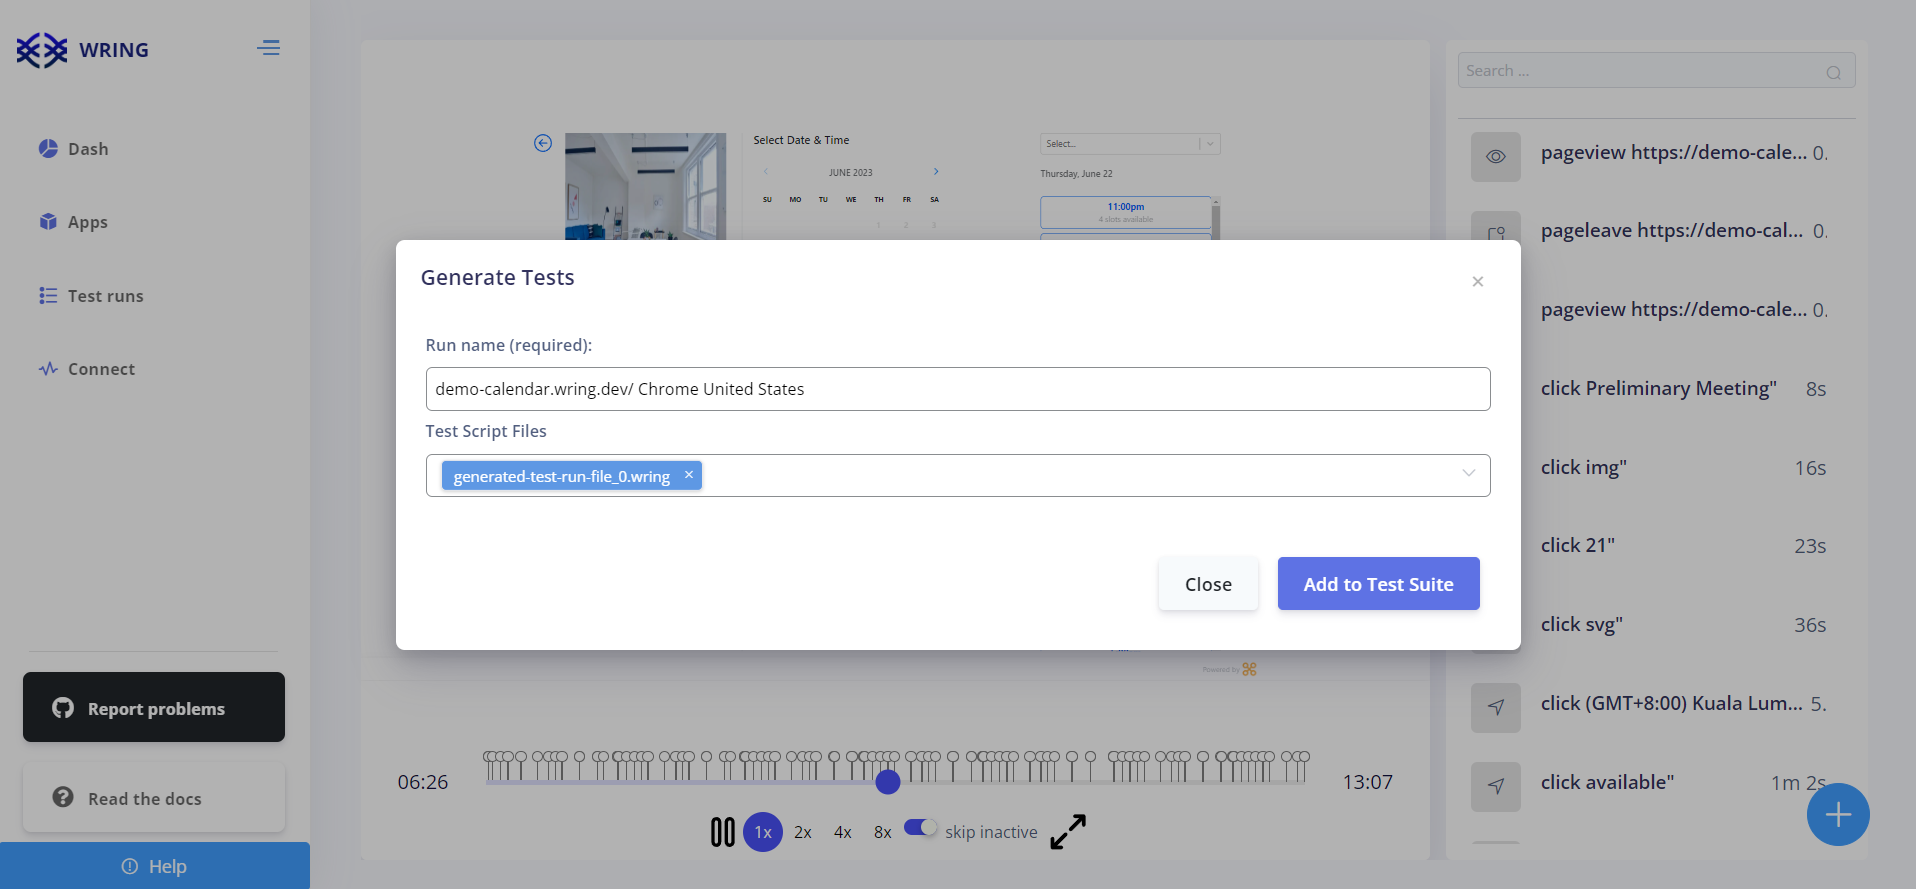 WRING
Dash
Apps
Test runs
Connect
Report problems
Read the docs
Help
Select Date & Time
JUNE 2023
SU MO TU WE TH FR SA
1 2 3
Select...
Thursday, June 22
11:00pm
4 slots available
Generate Tests
×
Run name (required):
demo-calendar.wring.dev/ Chrome United States
Test Script Files
generated-test-run-file_0.wring ×
Close
Add to Test Suite
Powered by
06:26
13:07
1x 2x 4x 8x skip inactive
Search ...
pageview https://demo-cale... 0.
pageleave https://demo-cal... 0.
pageview https://demo-cale... 0.
click Preliminary Meeting" 8s
click img" 16s
click 21" 23s
click svg" 36s
click (GMT+8:00) Kuala Lum... 5.
click available" 1m 2s